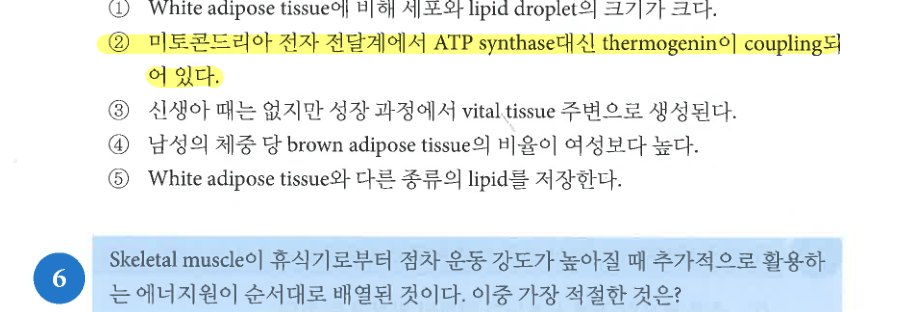 ① White adipose tissue에 비해 세포와 lipid droplet의 크기가 크다.
② 미토콘드리아 전자 전달계에서 ATP synthase대신 thermogenin이 coupling되
어 있다.
③ 신생아 때는 없지만 성장 과정에서 vital tissue 주변으로 생성된다.
④ 남성의 체중 당 brown adipose tissue의 비율이 여성보다 높다.
⑤ White adipose tissue와 다른 종류의 lipid를 저장한다.
6 Skeletal muscle이 휴식기로부터 점차 운동 강도가 높아질 때 추가적으로 활용하
는 에너지원이 순서대로 배열된 것이다. 이중 가장 적절한 것은?